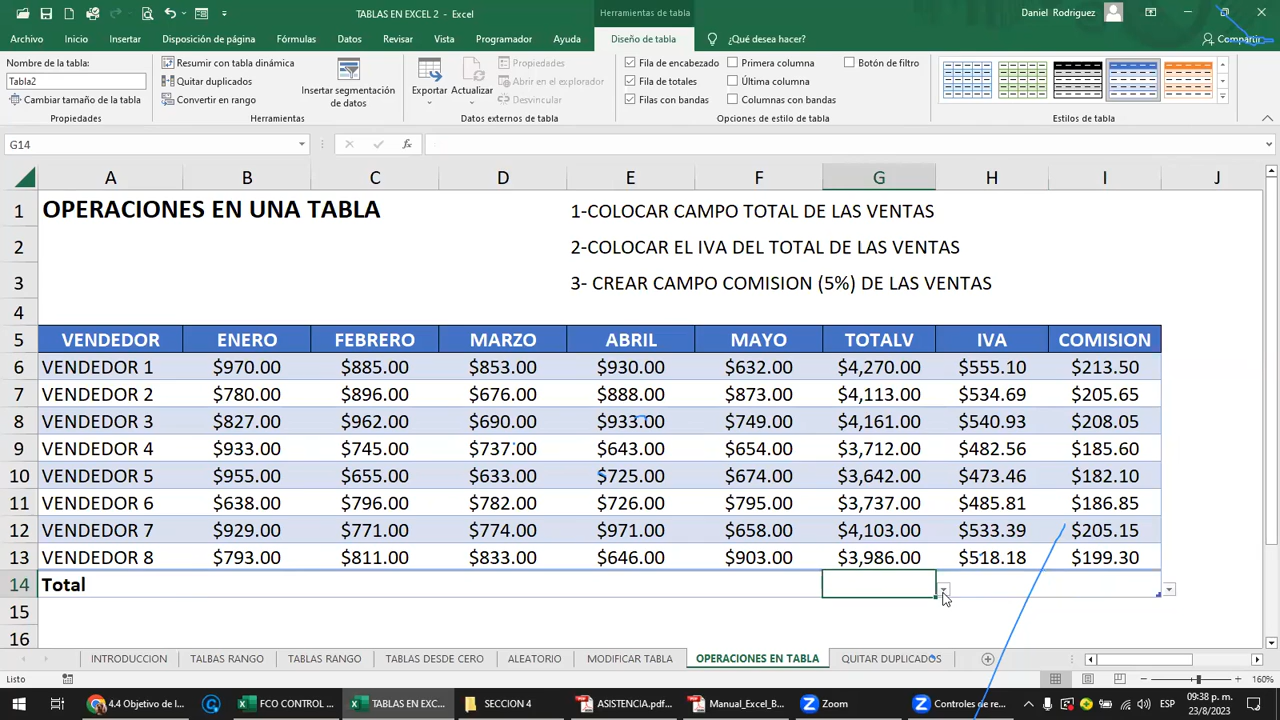 TABLAS EN EXCEL 2 - Excel
Herramientas de tabla
Daniel Rodriguez
Archivo Inicio Insertar Disposición de página Fórmulas Datos Revisar Vista Programador Ayuda Diseño de tabla ¿Qué desea hacer? Compartir
Nombre de la tabla:
Tabla2
Cambiar tamaño de la tabla
Propiedades
Resumir con tabla dinámica
Quitar duplicados
Convertir en rango
Insertar segmentación
de datos
Herramientas
Exportar Actualizar
Propiedades
Abrir en el explorador
Desvincular
Datos externos de tabla
Fila de encabezado Primera columna Botón de filtro
Fila de totales Última columna
Filas con bandas Columnas con bandas
Opciones de estilo de tabla
Estilos de tabla
G14 fx
A B C D E F G H I J
1 OPERACIONES EN UNA TABLA 1-COLOCAR CAMPO TOTAL DE LAS VENTAS
2 2-COLOCAR EL IVA DEL TOTAL DE LAS VENTAS
3 3- CREAR CAMPO COMISION (5%) DE LAS VENTAS
4
5 VENDEDOR ENERO FEBRERO MARZO ABRIL MAYO TOTALV IVA COMISION
6 VENDEDOR 1 $970.00 $885.00 $853.00 $930.00 $632.00 $4,270.00 $555.10 $213.50
7 VENDEDOR 2 $780.00 $896.00 $676.00 $888.00 $873.00 $4,113.00 $534.69 $205.65
8 VENDEDOR 3 $827.00 $962.00 $690.00 $933.00 $749.00 $4,161.00 $540.93 $208.05
9 VENDEDOR 4 $933.00 $745.00 $737.00 $643.00 $654.00 $3,712.00 $482.56 $185.60
10 VENDEDOR 5 $955.00 $655.00 $633.00 $725.00 $674.00 $3,642.00 $473.46 $182.10
11 VENDEDOR 6 $638.00 $796.00 $782.00 $726.00 $795.00 $3,737.00 $485.81 $186.85
12 VENDEDOR 7 $929.00 $771.00 $774.00 $971.00 $658.00 $4,103.00 $533.39 $205.15
13 VENDEDOR 8 $793.00 $811.00 $833.00 $646.00 $903.00 $3,986.00 $518.18 $199.30
14 Total
15
16
INTRODUCCION TALBAS RANGO TABLAS RANGO TABLAS DESDE CERO ALEATORIO MODIFICAR TABLA OPERACIONES EN TABLA QUITAR DUPLICADOS
Listo 160%
4.4 Objetivo de l... FCO CONTROL ... TABLAS EN EXC... SECCION 4 ASISTENCIA.pdf... Manual_Excel_B... Zoom Controles de re... ESP 09:38 p. m.
23/8/2023